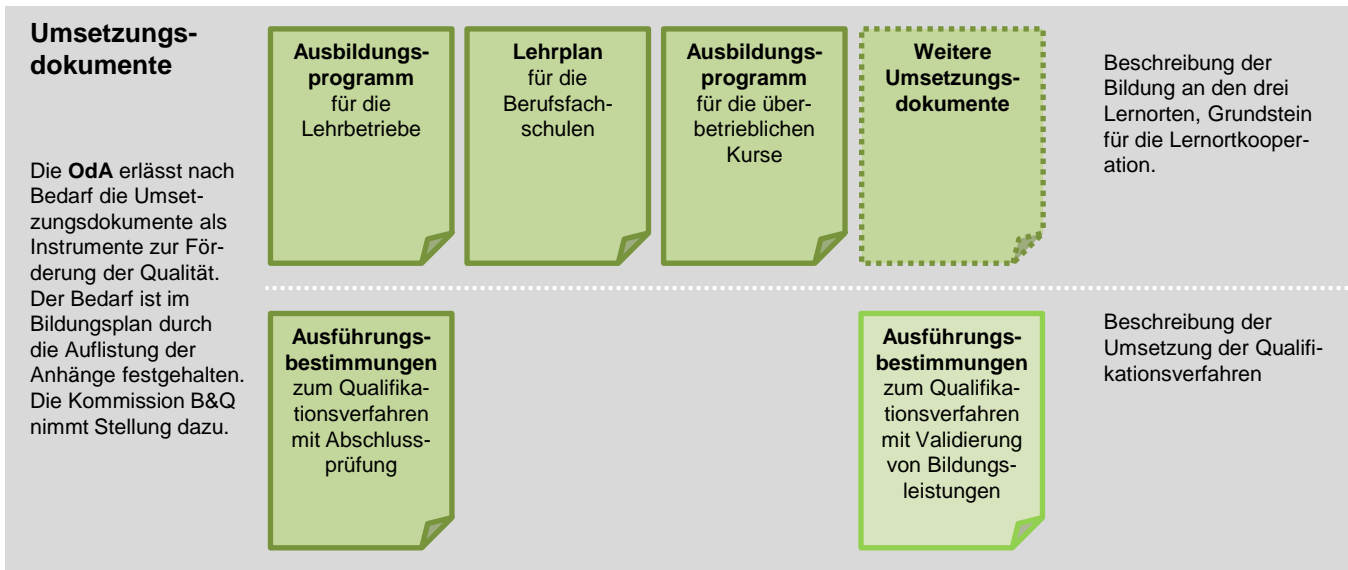 Umsetzungs-
dokumente
Die OdA erlässt nach
Bedarf die Umset-
zungsdokumente als
Instrumente zur För-
derung der Qualität.
Der Bedarf ist im
Bildungsplan durch
die Auflistung der
Anhänge festgehalten.
Die Kommission B&Q
nimmt Stellung dazu.
Ausbildungs-
programm
für die
Lehrbetriebe
Lehrplan
für die
Berufsfach-
schulen
Ausbildungs-
programm
für die über-
betrieblichen
Kurse
Weitere
Umsetzungs-
dokumente
Beschreibung der
Bildung an den drei
Lernorten, Grundstein
für die Lernortkooper-
ation.
Ausführungs-
bestimmungen
zum Qualifika-
tionsverfahren
mit Abschluss-
prüfung
Ausführungs-
bestimmungen
zum Qualifika-
tionsverfahren
mit Validierung
von Bildungs-
leistungen
Beschreibung der
Umsetzung der Qualifi-
kationsverfahren